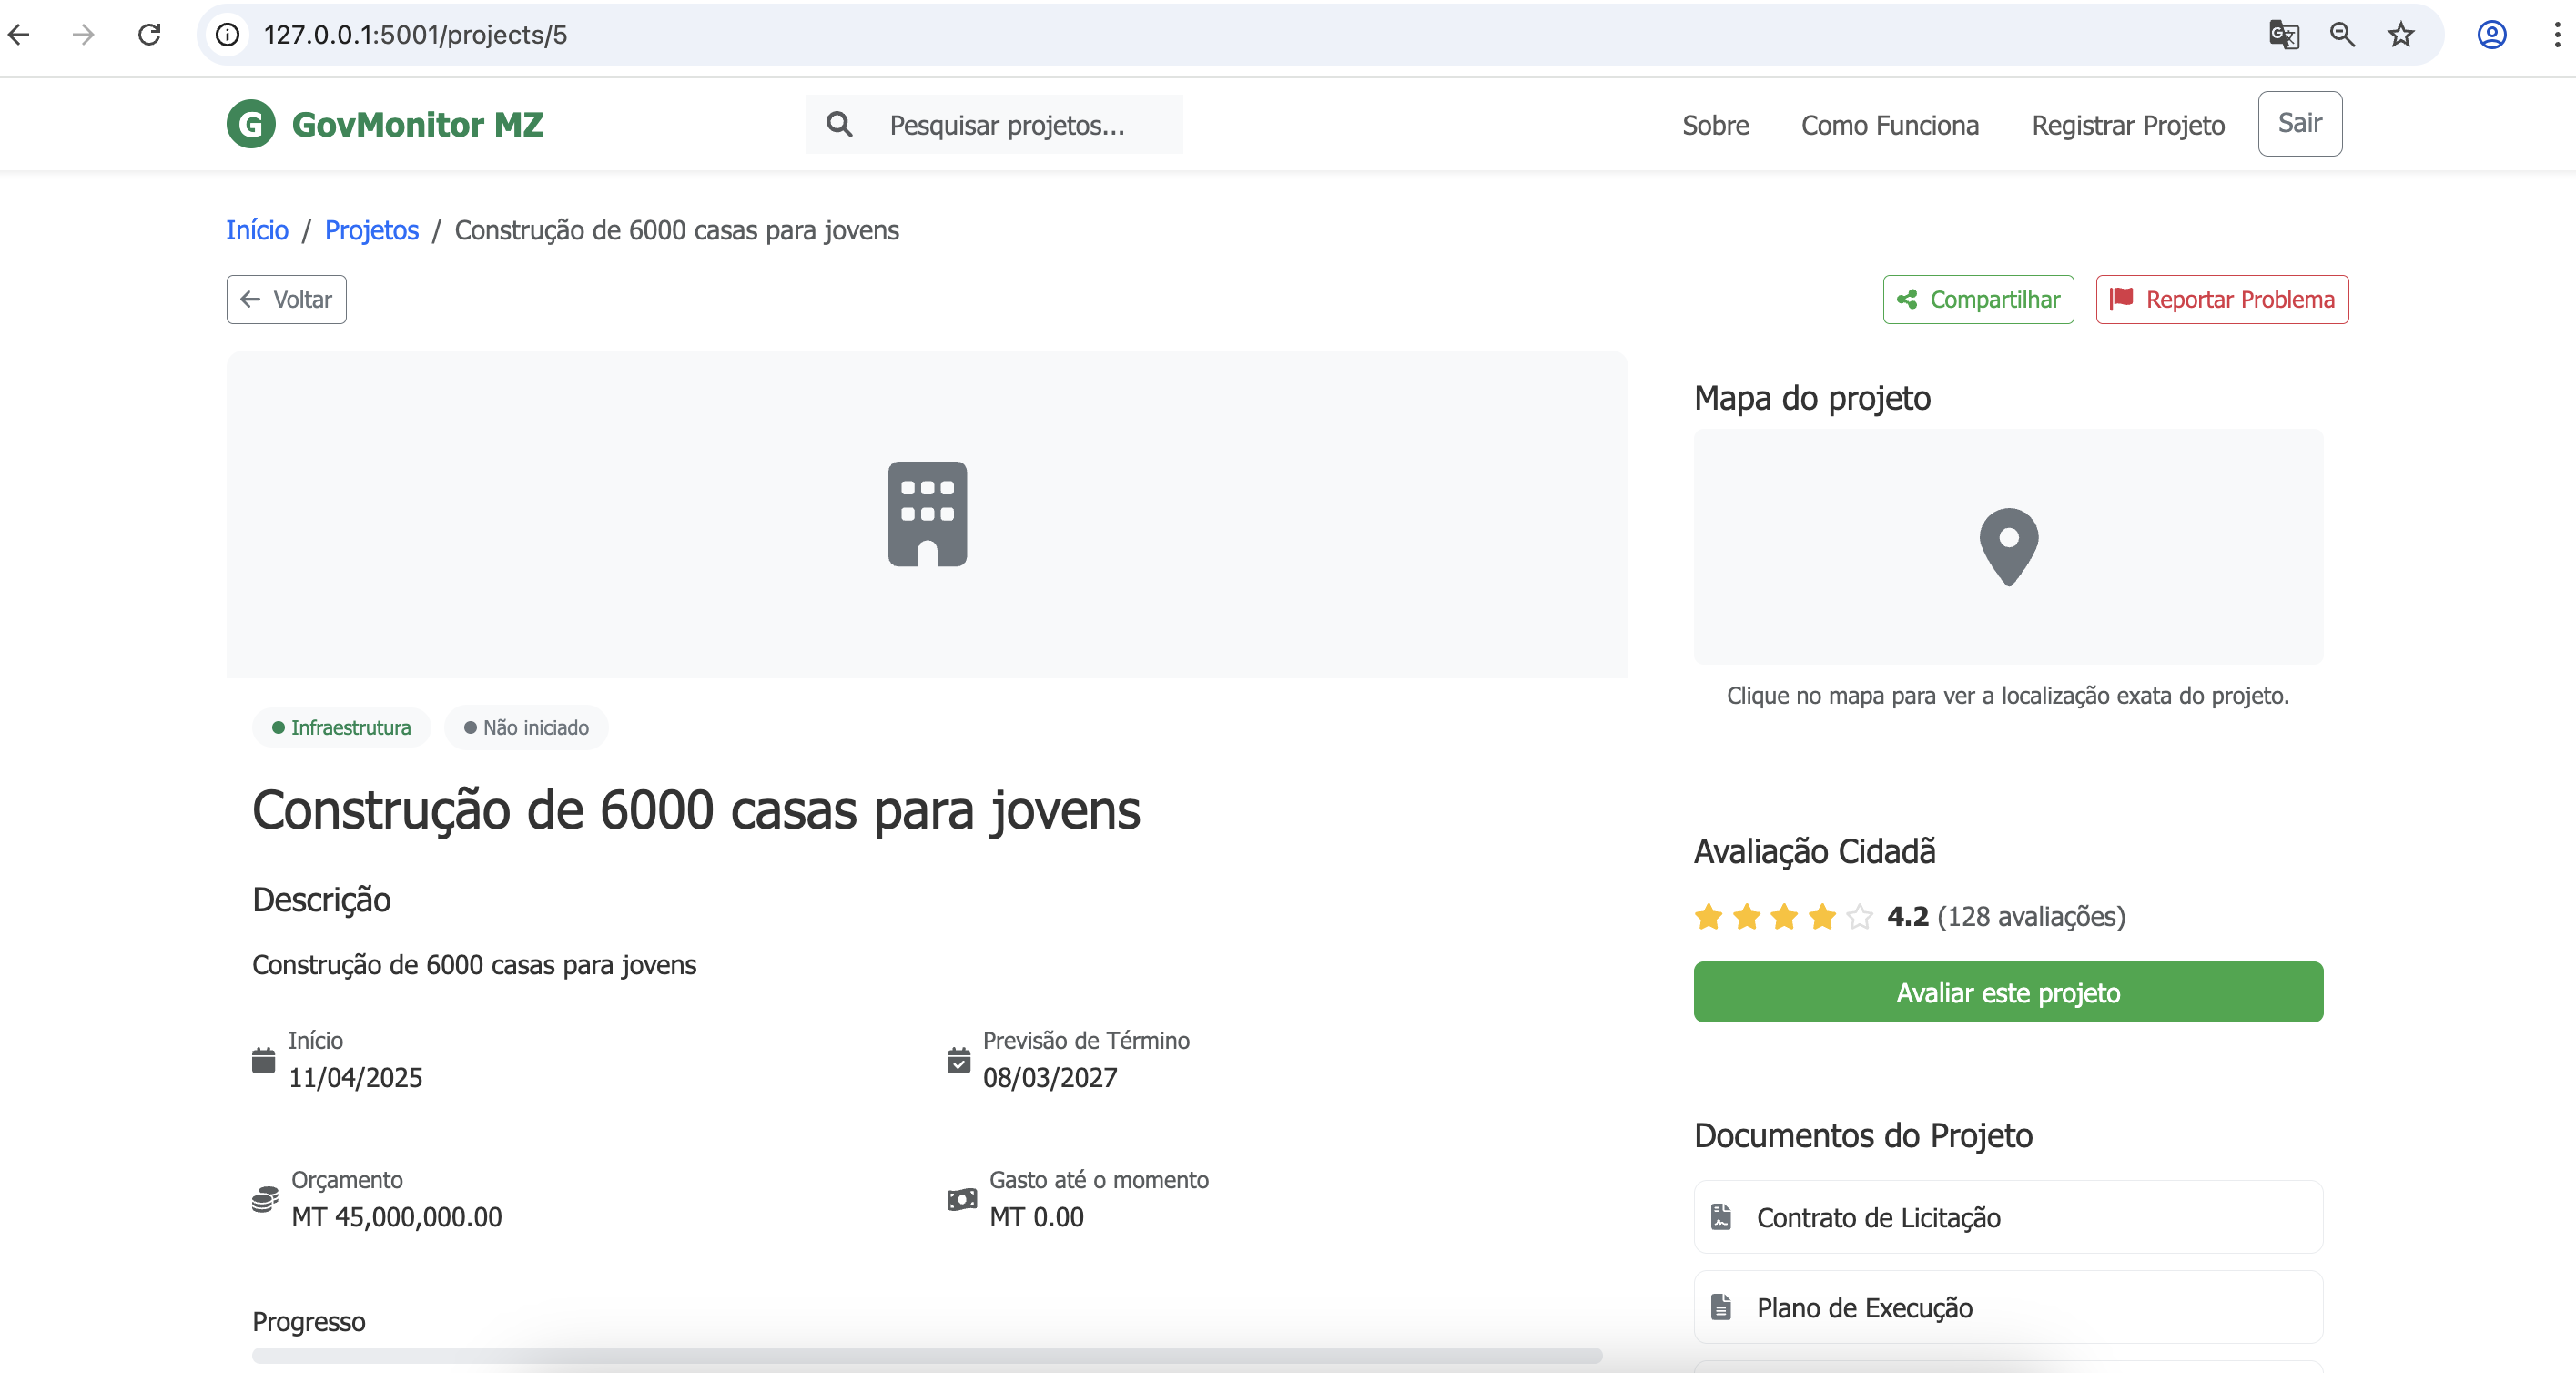 127.0.0.1:5001/projects/5
G GovMonitor MZ
Pesquisar projetos...
Sobre
Como Funciona
Registrar Projeto
Sair
Início / Projetos / Construção de 6000 casas para jovens
Voltar
Compartilhar
Reportar Problema
Infraestrutura
Não iniciado
Construção de 6000 casas para jovens
Descrição
Construção de 6000 casas para jovens
Início
11/04/2025
Previsão de Término
08/03/2027
Orçamento
MT 45,000,000.00
Gasto até o momento
MT 0.00
Progresso
Mapa do projeto
Clique no mapa para ver a localização exata do projeto.
Avaliação Cidadã
4.2 (128 avaliações)
Avaliar este projeto
Documentos do Projeto
Contrato de Licitação
Plano de Execução